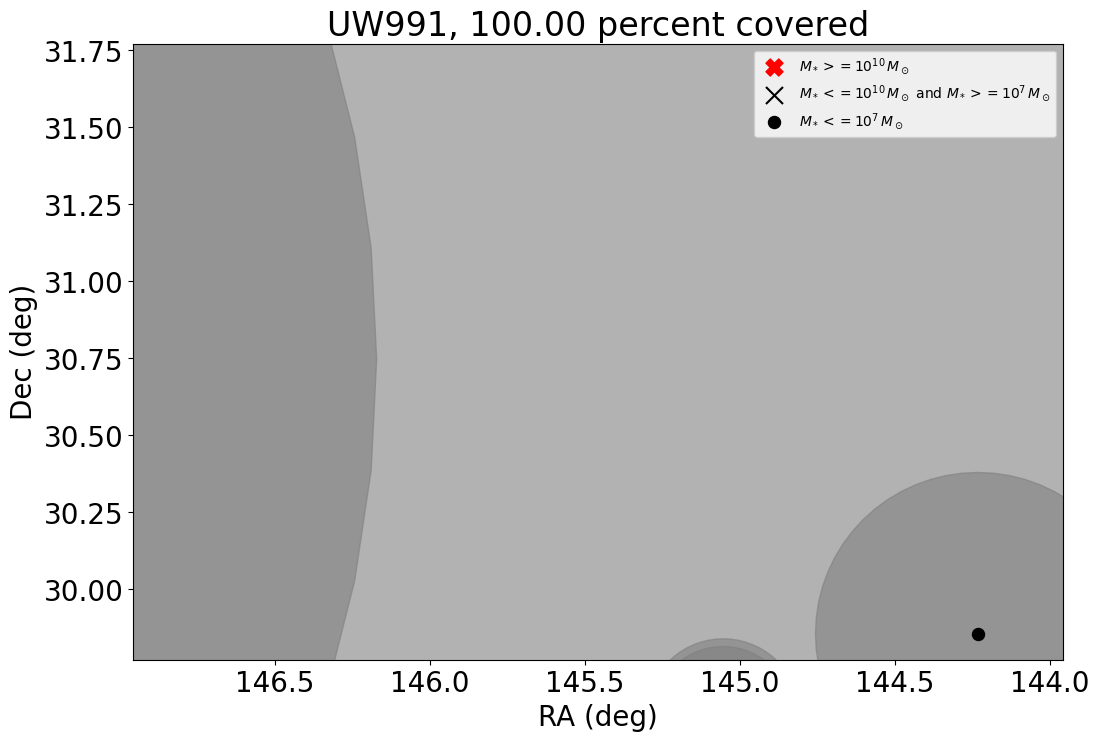 UW991, 100.00 percent covered
31.75
31.50
31.25
31.00
30.75
30.50
30.25
30.00
Dec (deg)
M* >= 10^10 M⊙
M* <= 10^10 M⊙ and M* >= 10^7 M⊙
M* <= 10^7 M⊙
146.5 146.0 145.5 145.0 144.5 144.0
RA (deg)